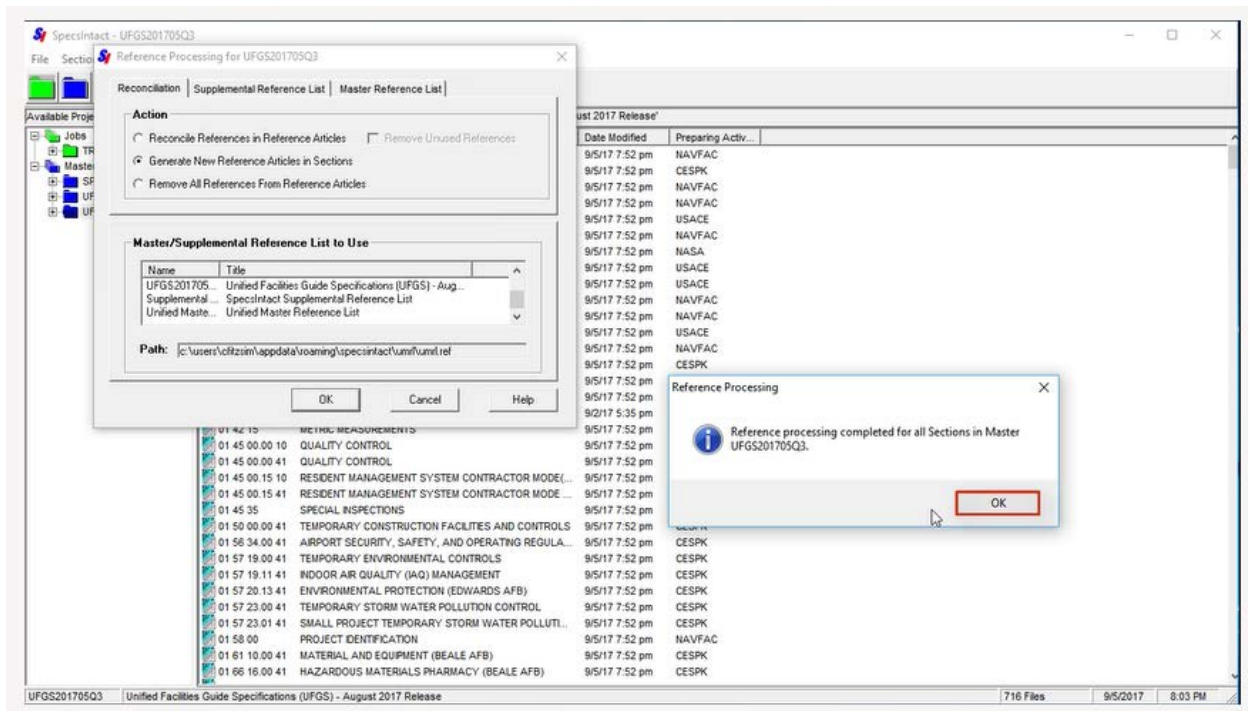 SpecsIntact - UFGS201705Q3
File Sectio
Reference Processing for UFGS201705Q3
Reconciliation Supplemental Reference List Master Reference List
Action
Reconcile References in Reference Articles Remove Unused References
Generate New Reference Articles in Sections
Remove All References From Reference Articles
Master/Supplemental Reference List to Use
Name Title
UFGS201705... Unified Facilities Guide Specifications (UFGS) - Aug...
Supplemental ... SpecsIntact Supplemental Reference List
Unified Maste... Unified Master Reference List
Path: c:\users\cfitzsim\appdata\roaming\specsintact\umrl\umrl.ref
OK Cancel Help
Available Proje
Jobs
TR
Maste
SP
UF
UF
ust 2017 Release'
Date Modified Preparing Activ...
9/5/17 7:52 pm NAVFAC
9/5/17 7:52 pm CESPK
9/5/17 7:52 pm NAVFAC
9/5/17 7:52 pm NAVFAC
9/5/17 7:52 pm USACE
9/5/17 7:52 pm NAVFAC
9/5/17 7:52 pm NASA
9/5/17 7:52 pm USACE
9/5/17 7:52 pm USACE
9/5/17 7:52 pm NAVFAC
9/5/17 7:52 pm NAVFAC
9/5/17 7:52 pm USACE
9/5/17 7:52 pm NAVFAC
9/5/17 7:52 pm CESPK
9/5/17 7:52 pm
9/5/17 7:52 pm
9/2/17 5:35 pm
01 42 15 METRIC MEASUREMENTS 9/5/17 7:52 pm
01 45 00.00 10 QUALITY CONTROL 9/5/17 7:52 pm
01 45 00.00 41 QUALITY CONTROL 9/5/17 7:52 pm
01 45 00.15 10 RESIDENT MANAGEMENT SYSTEM CONTRACTOR MODE(... 9/5/17 7:52 pm
01 45 00.15 41 RESIDENT MANAGEMENT SYSTEM CONTRACTOR MODE ... 9/5/17 7:52 pm
01 45 35 SPECIAL INSPECTIONS 9/5/17 7:52 pm
01 50 00.00 41 TEMPORARY CONSTRUCTION FACILITIES AND CONTROLS 9/5/17 7:52 pm CESPK
01 56 34.00 41 AIRPORT SECURITY, SAFETY, AND OPERATING REGULA... 9/5/17 7:52 pm CESPK
01 57 19.00 41 TEMPORARY ENVIRONMENTAL CONTROLS 9/5/17 7:52 pm CESPK
01 57 19.11 41 INDOOR AIR QUALITY (IAQ) MANAGEMENT 9/5/17 7:52 pm CESPK
01 57 20.13 41 ENVIRONMENTAL PROTECTION (EDWARDS AFB) 9/5/17 7:52 pm CESPK
01 57 23.00 41 TEMPORARY STORM WATER POLLUTION CONTROL 9/5/17 7:52 pm CESPK
01 57 23.01 41 SMALL PROJECT TEMPORARY STORM WATER POLLUTI... 9/5/17 7:52 pm CESPK
01 58 00 PROJECT IDENTIFICATION 9/5/17 7:52 pm NAVFAC
01 61 10.00 41 MATERIAL AND EQUIPMENT (BEALE AFB) 9/5/17 7:52 pm CESPK
01 66 16.00 41 HAZARDOUS MATERIALS PHARMACY (BEALE AFB) 9/5/17 7:52 pm CESPK
Reference Processing
Reference processing completed for all Sections in Master
UFGS201705Q3.
OK
UFGS201705Q3 Unified Facilities Guide Specifications (UFGS) - August 2017 Release 716 Files 9/5/2017 8:03 PM